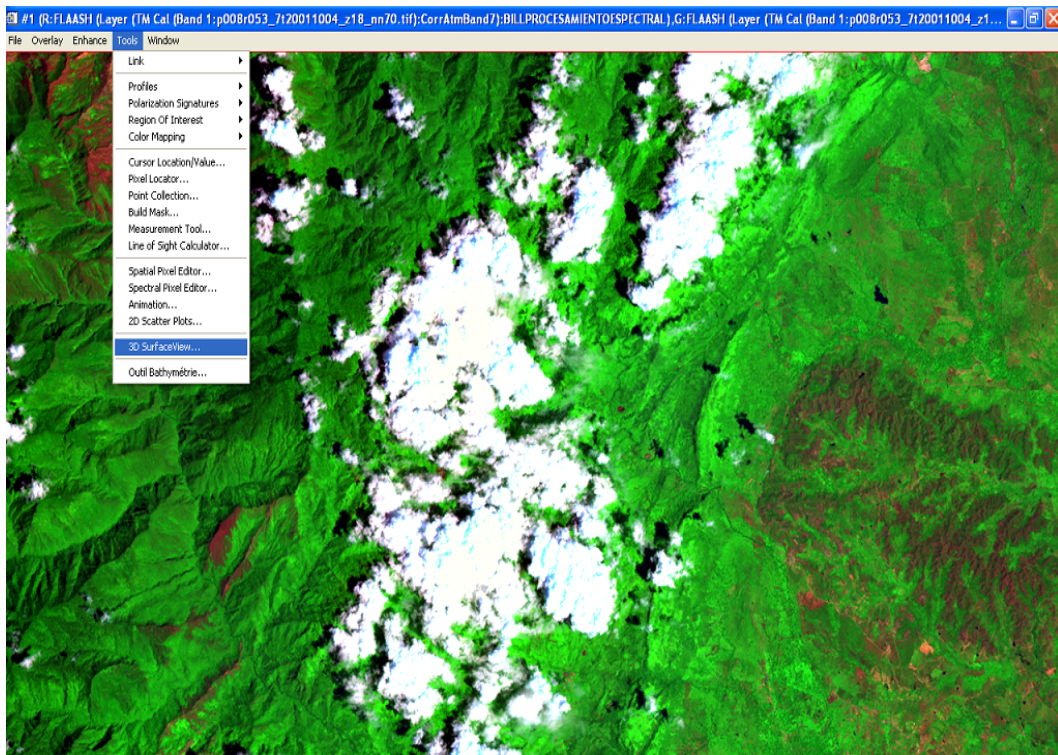 #1 (R:FLAASH (Layer (TM Cal (Band 1:p008r053_7t20011004_z18_nn70.tif):CorrAtmBand7):BILLPROCESAMIENTOESPECTRAL),G:FLAASH (Layer (TM Cal (Band 1:p008r053_7t20011004_z1...
File Overlay Enhance Tools Window
Link
Profiles
Polarization Signatures
Region Of Interest
Color Mapping
Cursor Location/Value...
Pixel Locator...
Point Collection...
Build Mask...
Measurement Tool...
Line of Sight Calculator...
Spatial Pixel Editor...
Spectral Pixel Editor...
Animation...
2D Scatter Plots...
3D SurfaceView...
Outil Bathymétrie...